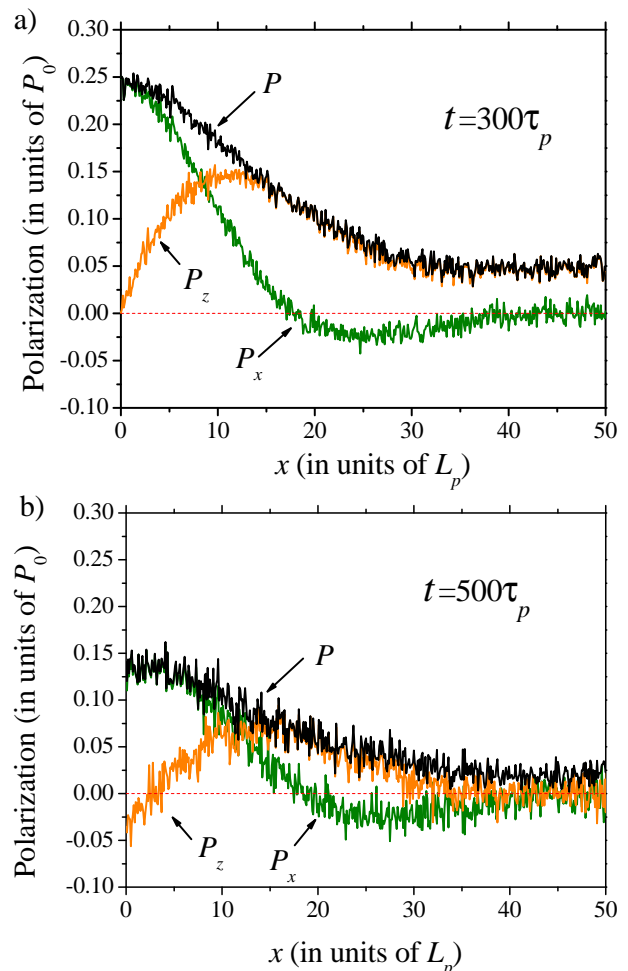 a)
Polarization (in units of P₀)
0.30
0.25
0.20
0.15
0.10
0.05
0.00
-0.05
-0.10
P
t=300τₚ
P_z
Pₓ
0 10 20 30 40 50
x (in units of Lₚ)
b)
Polarization (in units of P₀)
0.30
0.25
0.20
0.15
0.10
0.05
0.00
-0.05
-0.10
t=500τₚ
P
P_z
Pₓ
0 10 20 30 40 50
x (in units of Lₚ)